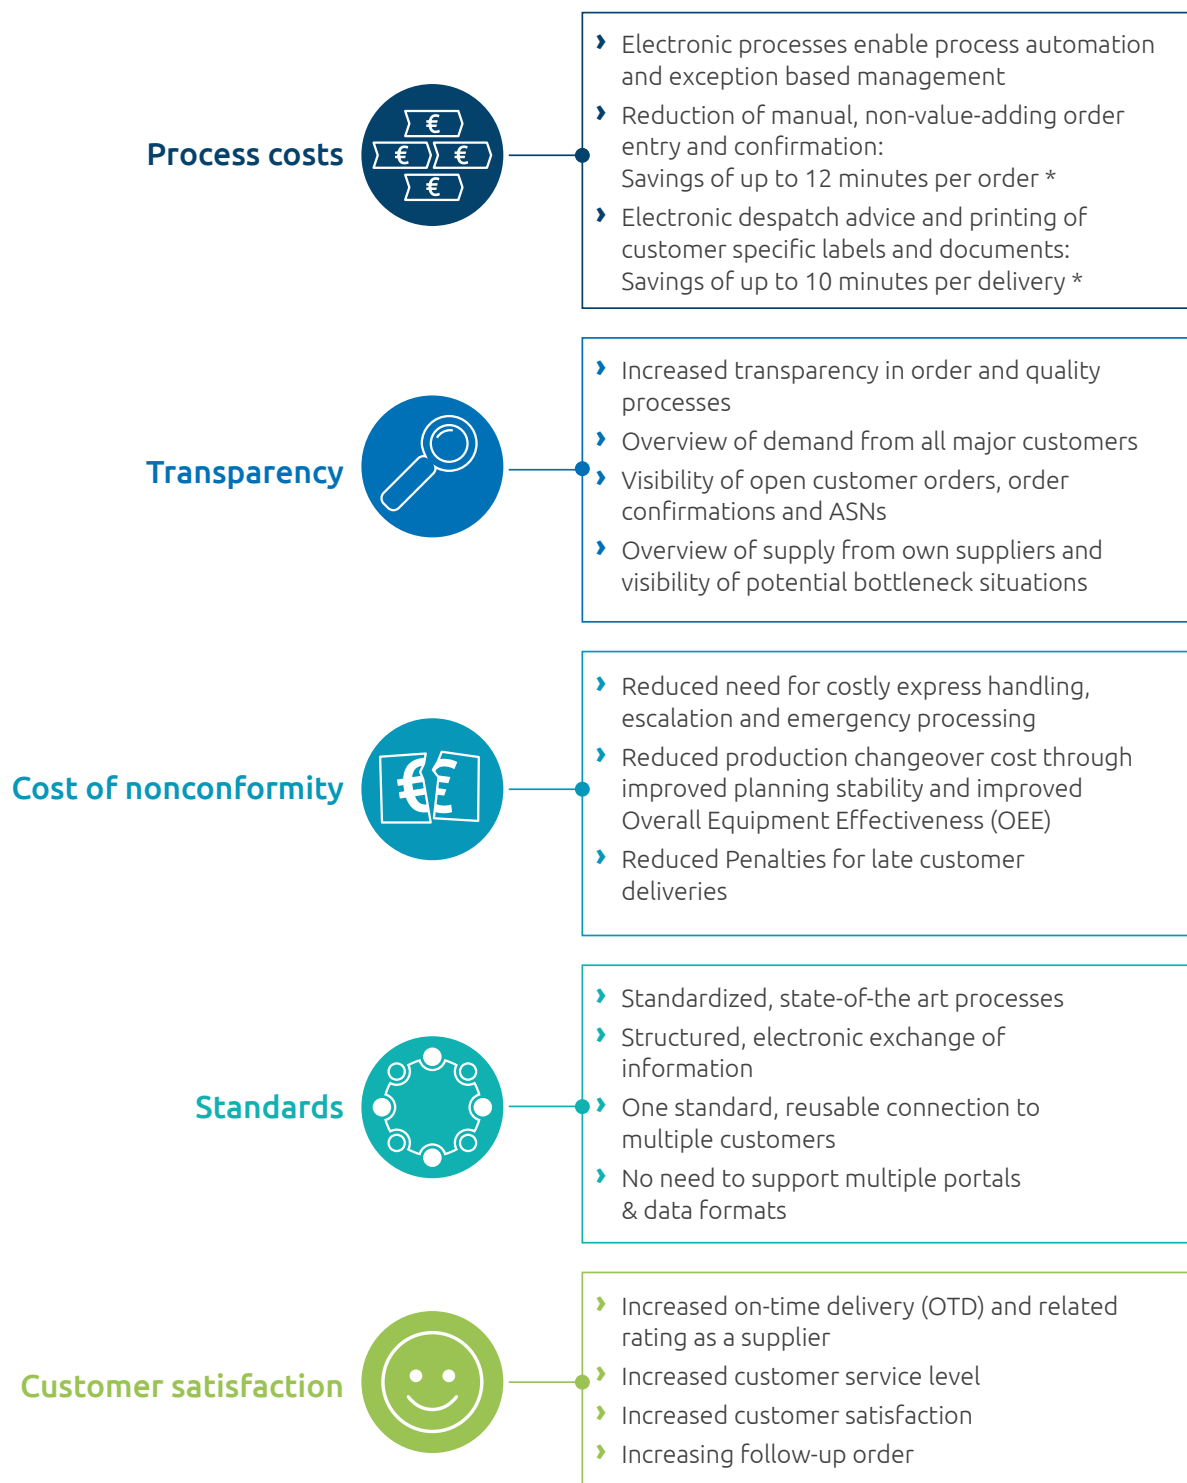 Process costs
€
€ €
€
› Electronic processes enable process automation
and exception based management
› Reduction of manual, non-value-adding order
entry and confirmation:
Savings of up to 12 minutes per order *
› Electronic despatch advice and printing of
customer specific labels and documents:
Savings of up to 10 minutes per delivery *
Transparency
› Increased transparency in order and quality
processes
› Overview of demand from all major customers
› Visibility of open customer orders, order
confirmations and ASNs
› Overview of supply from own suppliers and
visibility of potential bottleneck situations
Cost of nonconformity
€ €
› Reduced need for costly express handling,
escalation and emergency processing
› Reduced production changeover cost through
improved planning stability and improved
Overall Equipment Effectiveness (OEE)
› Reduced Penalties for late customer
deliveries
Standards
› Standardized, state-of-the art processes
› Structured, electronic exchange of
information
› One standard, reusable connection to
multiple customers
› No need to support multiple portals
& data formats
Customer satisfaction
› Increased on-time delivery (OTD) and related
rating as a supplier
› Increased customer service level
› Increased customer satisfaction
› Increasing follow-up order